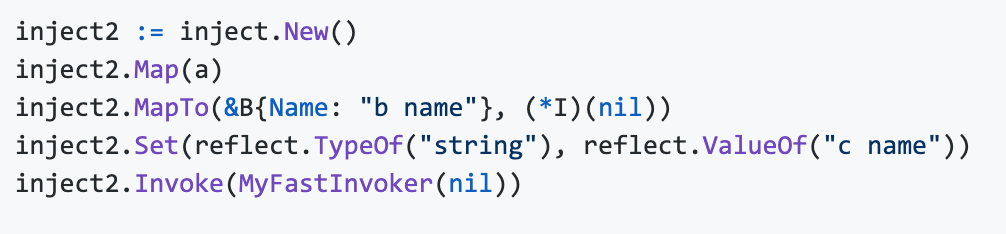 inject2 := inject.New()
inject2.Map(a)
inject2.MapTo(&B{Name: "b name"}, (*I)(nil))
inject2.Set(reflect.TypeOf("string"), reflect.ValueOf("c name"))
inject2.Invoke(MyFastInvoker(nil))